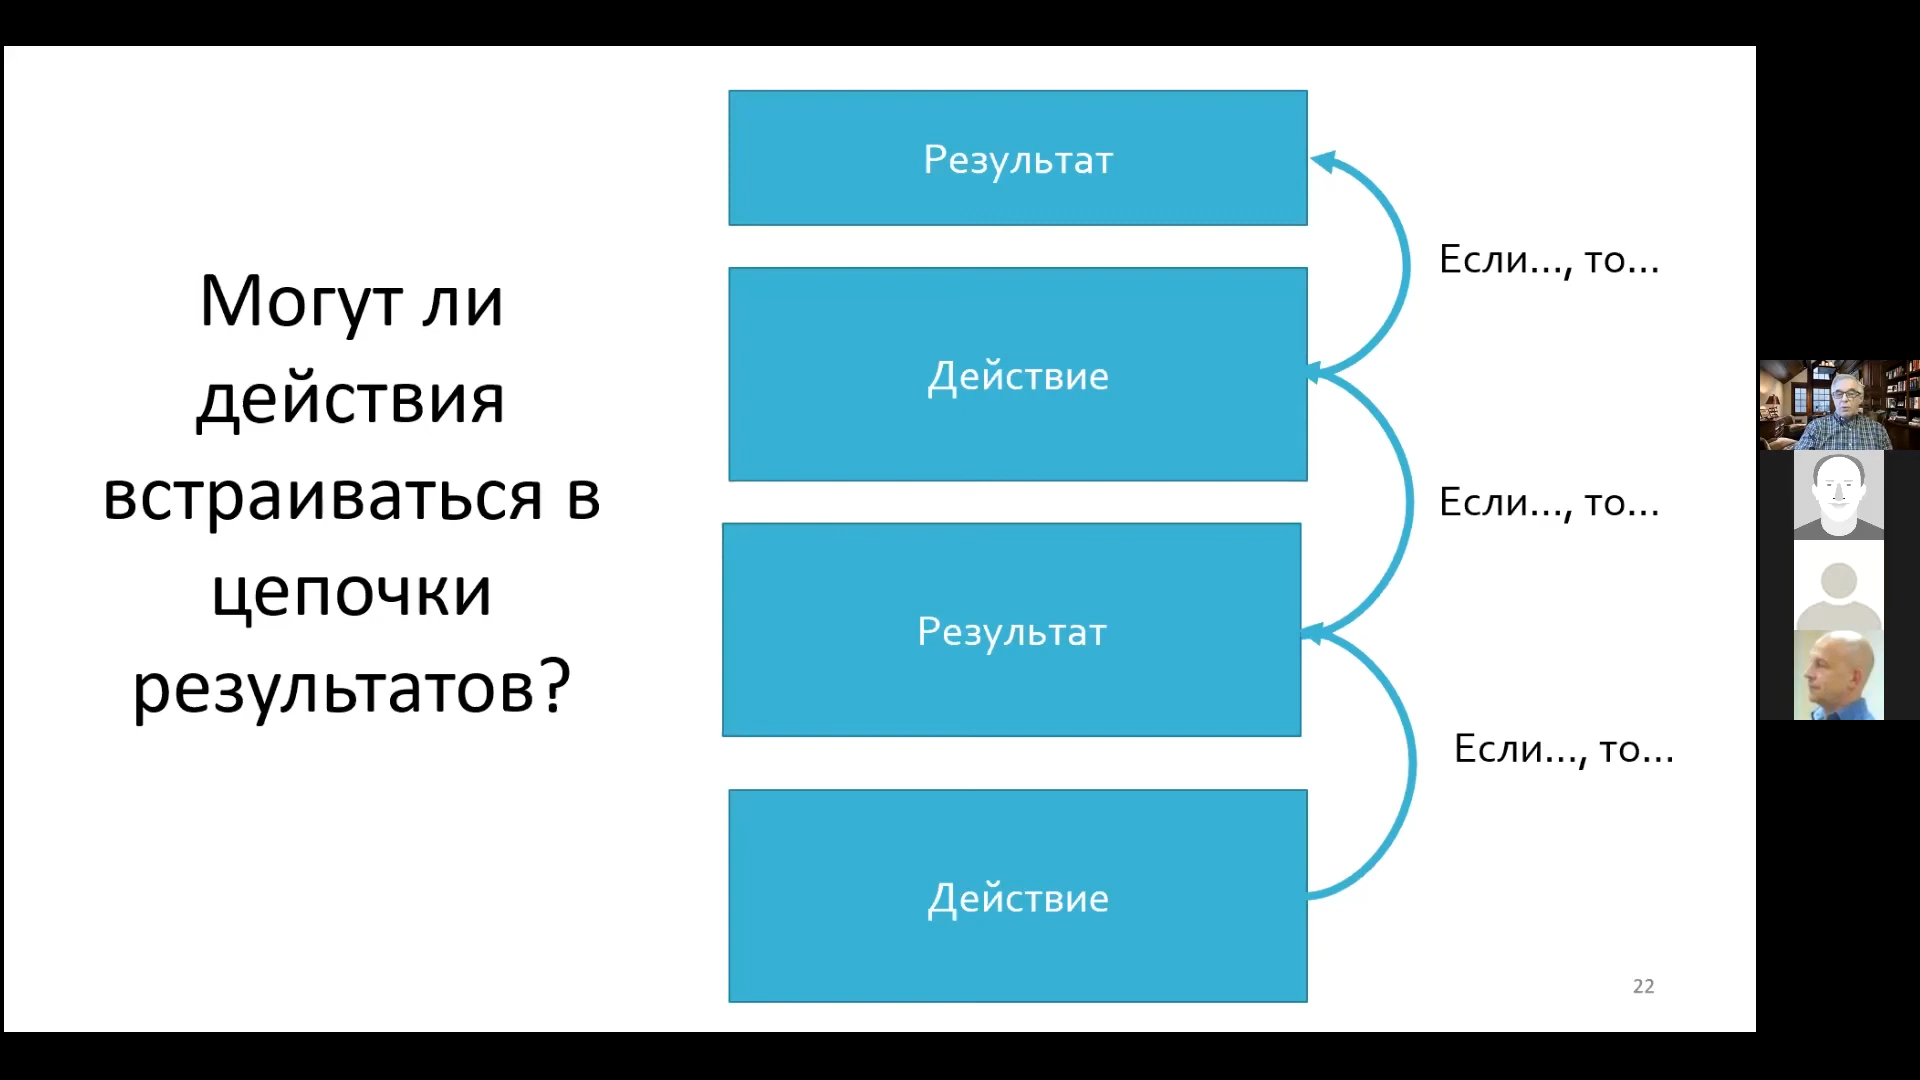 Могут ли
действия
встраиваться в
цепочки
результатов?
Результат
Если..., то...
Действие
Если..., то...
Результат
Если..., то...
Действие
22